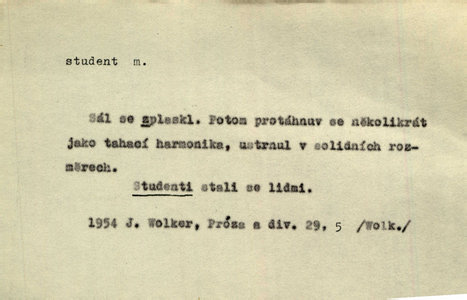 student m.
Sál se zpleskl. Potom protáhnuv se několikrát
jako tahací harmonika, ustrnul v solidních roz-
měrech.
Studenti stali se lidmi.
1954 J. Wolker, Próza a div. 29, 5 /Wolk./